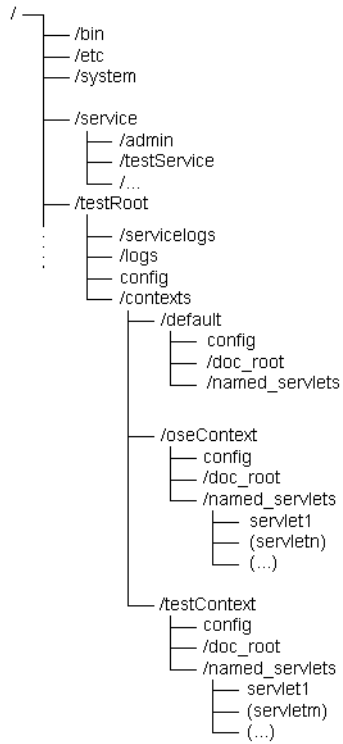 /
/bin
/etc
/system
/service
/admin
/testService
/...
/testRoot
/servicelogs
/logs
config
/contexts
/default
config
/doc_root
/named_servlets
/oseContext
config
/doc_root
/named_servlets
servlet1
(servletn)
(...)
/testContext
config
/doc_root
/named_servlets
servlet1
(servletm)
(...)